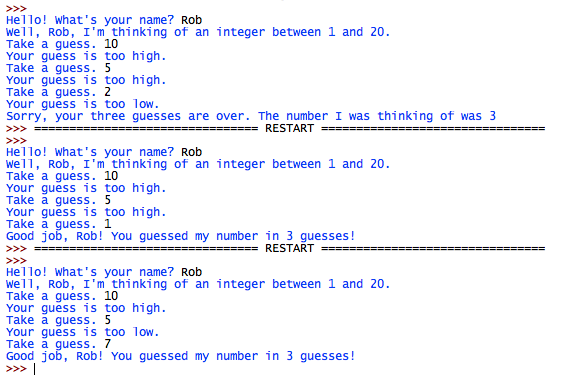 >>>
Hello! What's your name? Rob
Well, Rob, I'm thinking of an integer between 1 and 20.
Take a guess. 10
Your guess is too high.
Take a guess. 5
Your guess is too high.
Take a guess. 2
Your guess is too low.
Sorry, your three guesses are over. The number I was thinking of was 3
>>> ================================ RESTART ================================
>>>
Hello! What's your name? Rob
Well, Rob, I'm thinking of an integer between 1 and 20.
Take a guess. 10
Your guess is too high.
Take a guess. 5
Your guess is too high.
Take a guess. 1
Good job, Rob! You guessed my number in 3 guesses!
>>> ================================ RESTART ================================
>>>
Hello! What's your name? Rob
Well, Rob, I'm thinking of an integer between 1 and 20.
Take a guess. 10
Your guess is too high.
Take a guess. 5
Your guess is too low.
Take a guess. 7
Good job, Rob! You guessed my number in 3 guesses!
>>>